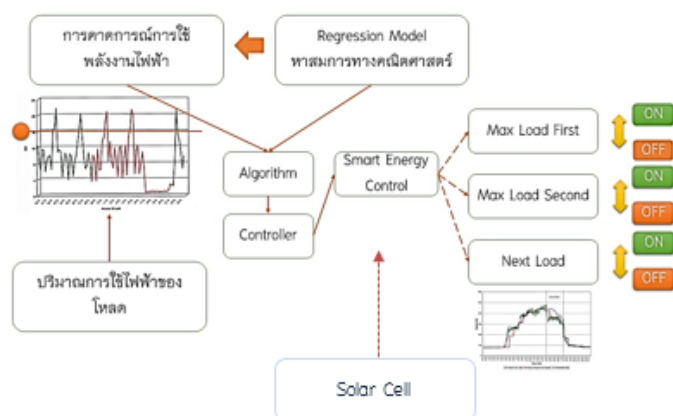 การคาดการณ์การใช้
พลังงานไฟฟ้า
Regression Model
หาสมการทางคณิตศาสตร์
Algorithm
Controller
Smart Energy
Control
Max Load First
ON
OFF
Max Load Second
ON
OFF
Next Load
ON
OFF
ปริมาณการใช้ไฟฟ้าของ
โหลด
Solar Cell